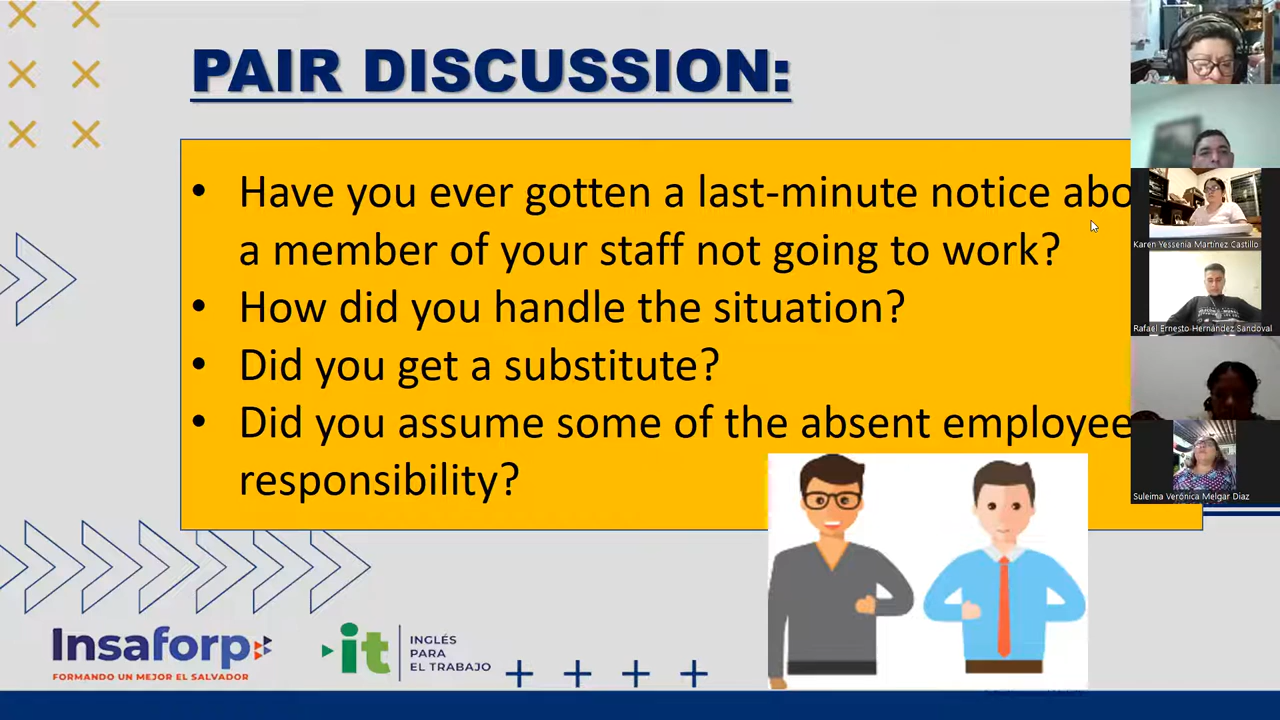 PAIR DISCUSSION:
• Have you ever gotten a last-minute notice abo
a member of your staff not going to work?
• How did you handle the situation?
• Did you get a substitute?
• Did you assume some of the absent employee
responsibility?
Karen Yessenia Martínez Castillo
Rafael Ernesto Hernández Sandoval
Suleima Verónica Melgar Diaz
Insaforp
FORMANDO UN MEJOR EL SALVADOR
it
INGLÉS
PARA
EL TRABAJO